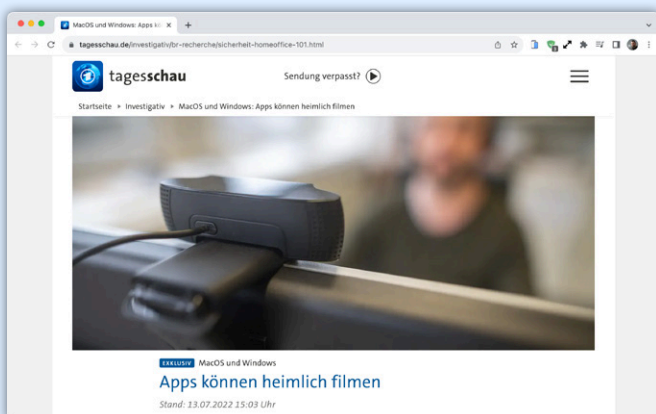 MacOS und Windows: Apps kö
tagesschau.de/investigativ/br-recherche/sicherheit-homeoffice-101.html
tagesschau
Sendung verpasst?
Startseite ▸ Investigativ ▸ MacOS und Windows: Apps können heimlich filmen
EXKLUSIV MacOS und Windows
Apps können heimlich filmen
Stand: 13.07.2022 15:03 Uhr